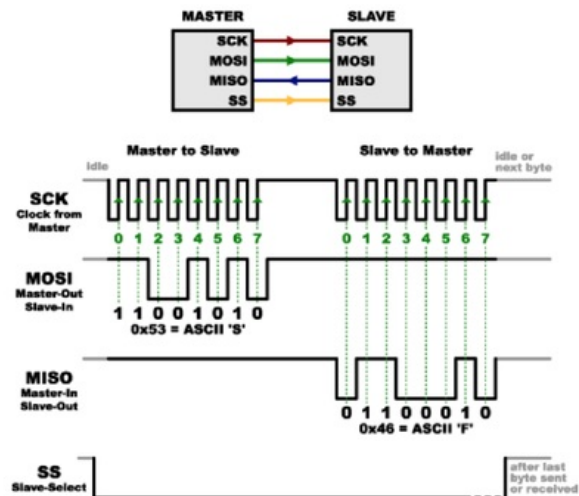 MASTER SLAVE
SCK SCK
MOSI MOSI
MISO MISO
SS SS
Master to Slave Slave to Master
idle
idle or
next byte
SCK
Clock from
Master
0 1 2 3 4 5 6 7 0 1 2 3 4 5 6 7
MOSI
Master-Out
Slave-In
1 1 0 0 1 0 1 0
0x53 = ASCII 'S'
MISO
Master-In
Slave-Out
0 1 1 0 0 0 1 0
0x46 = ASCII 'F'
SS
Slave-Select
after last
byte sent
or received